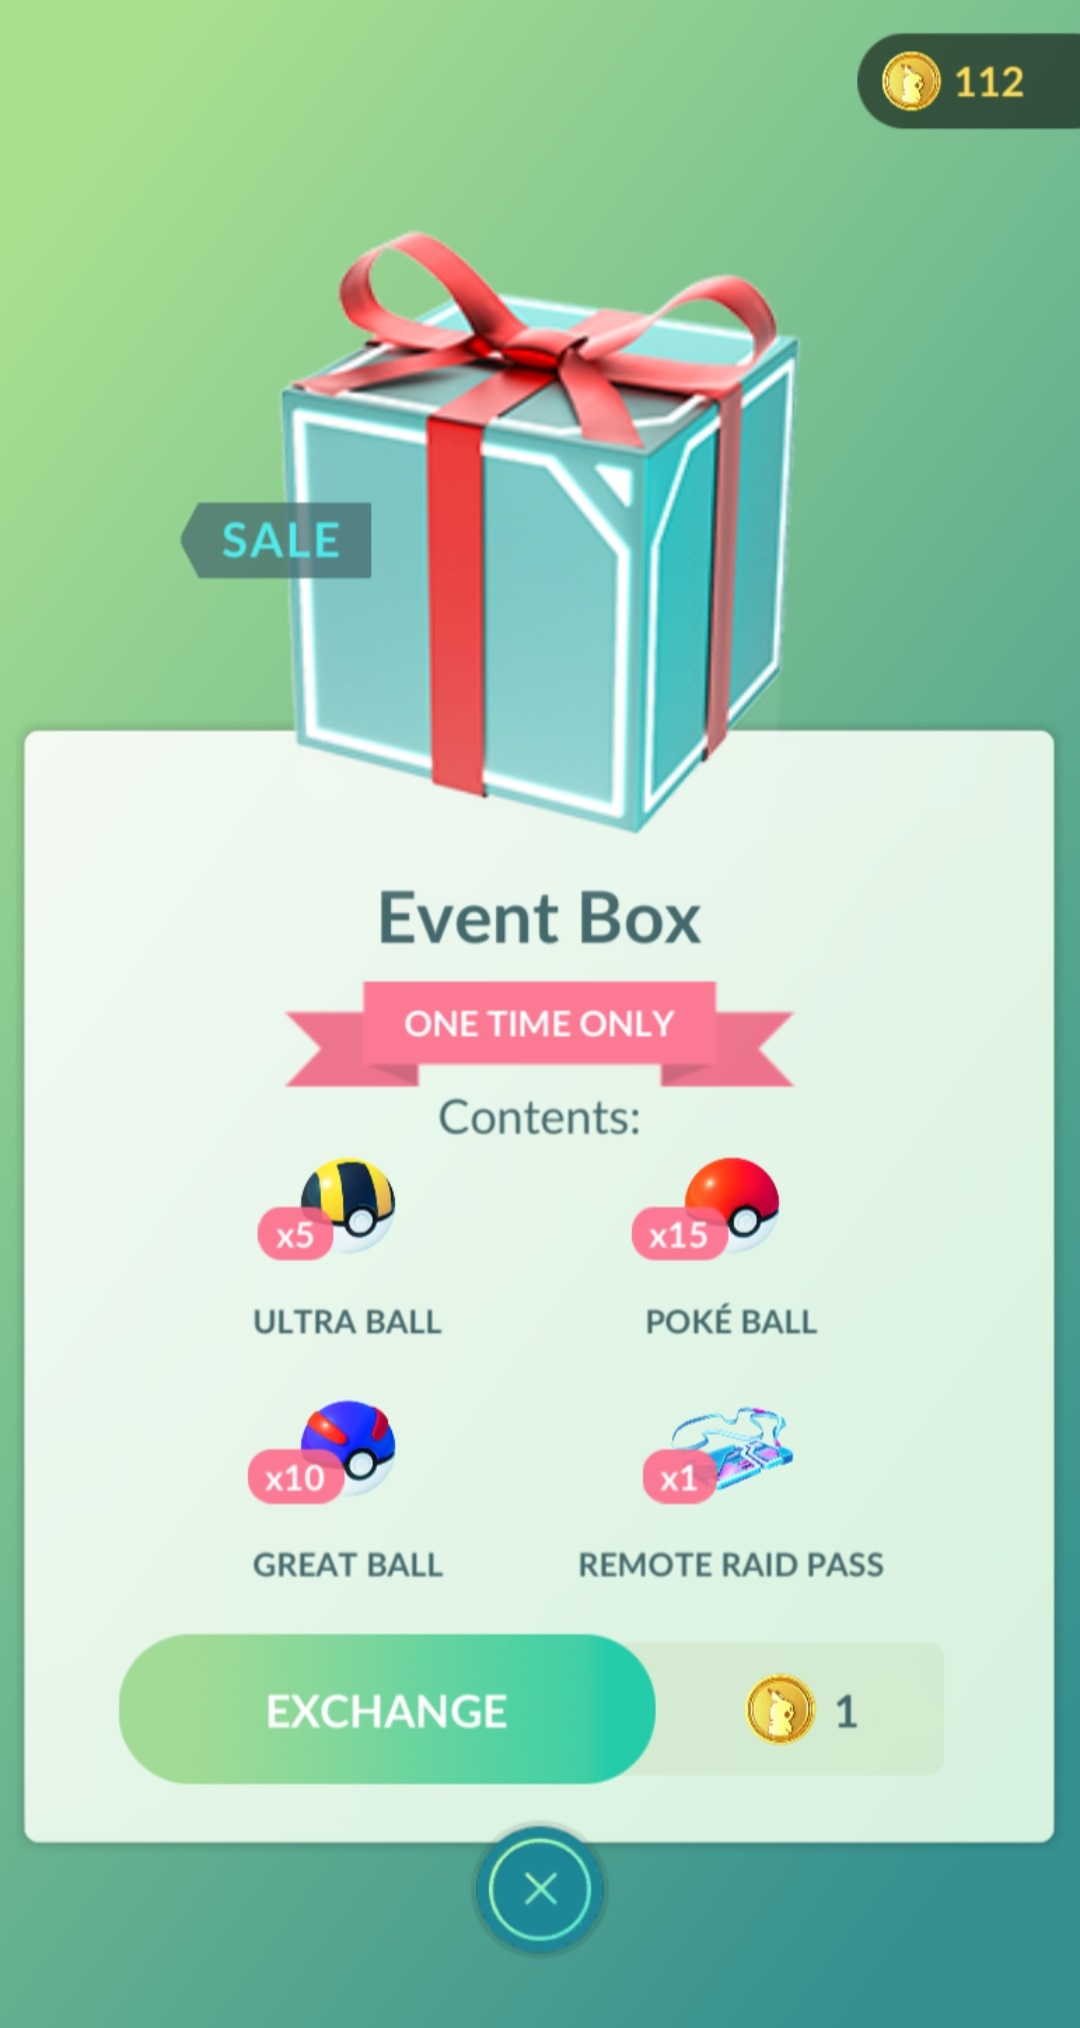 112
SALE
Event Box
ONE TIME ONLY
Contents:
x5
x15
ULTRA BALL
POKÉ BALL
x10
x1
GREAT BALL
REMOTE RAID PASS
EXCHANGE
1